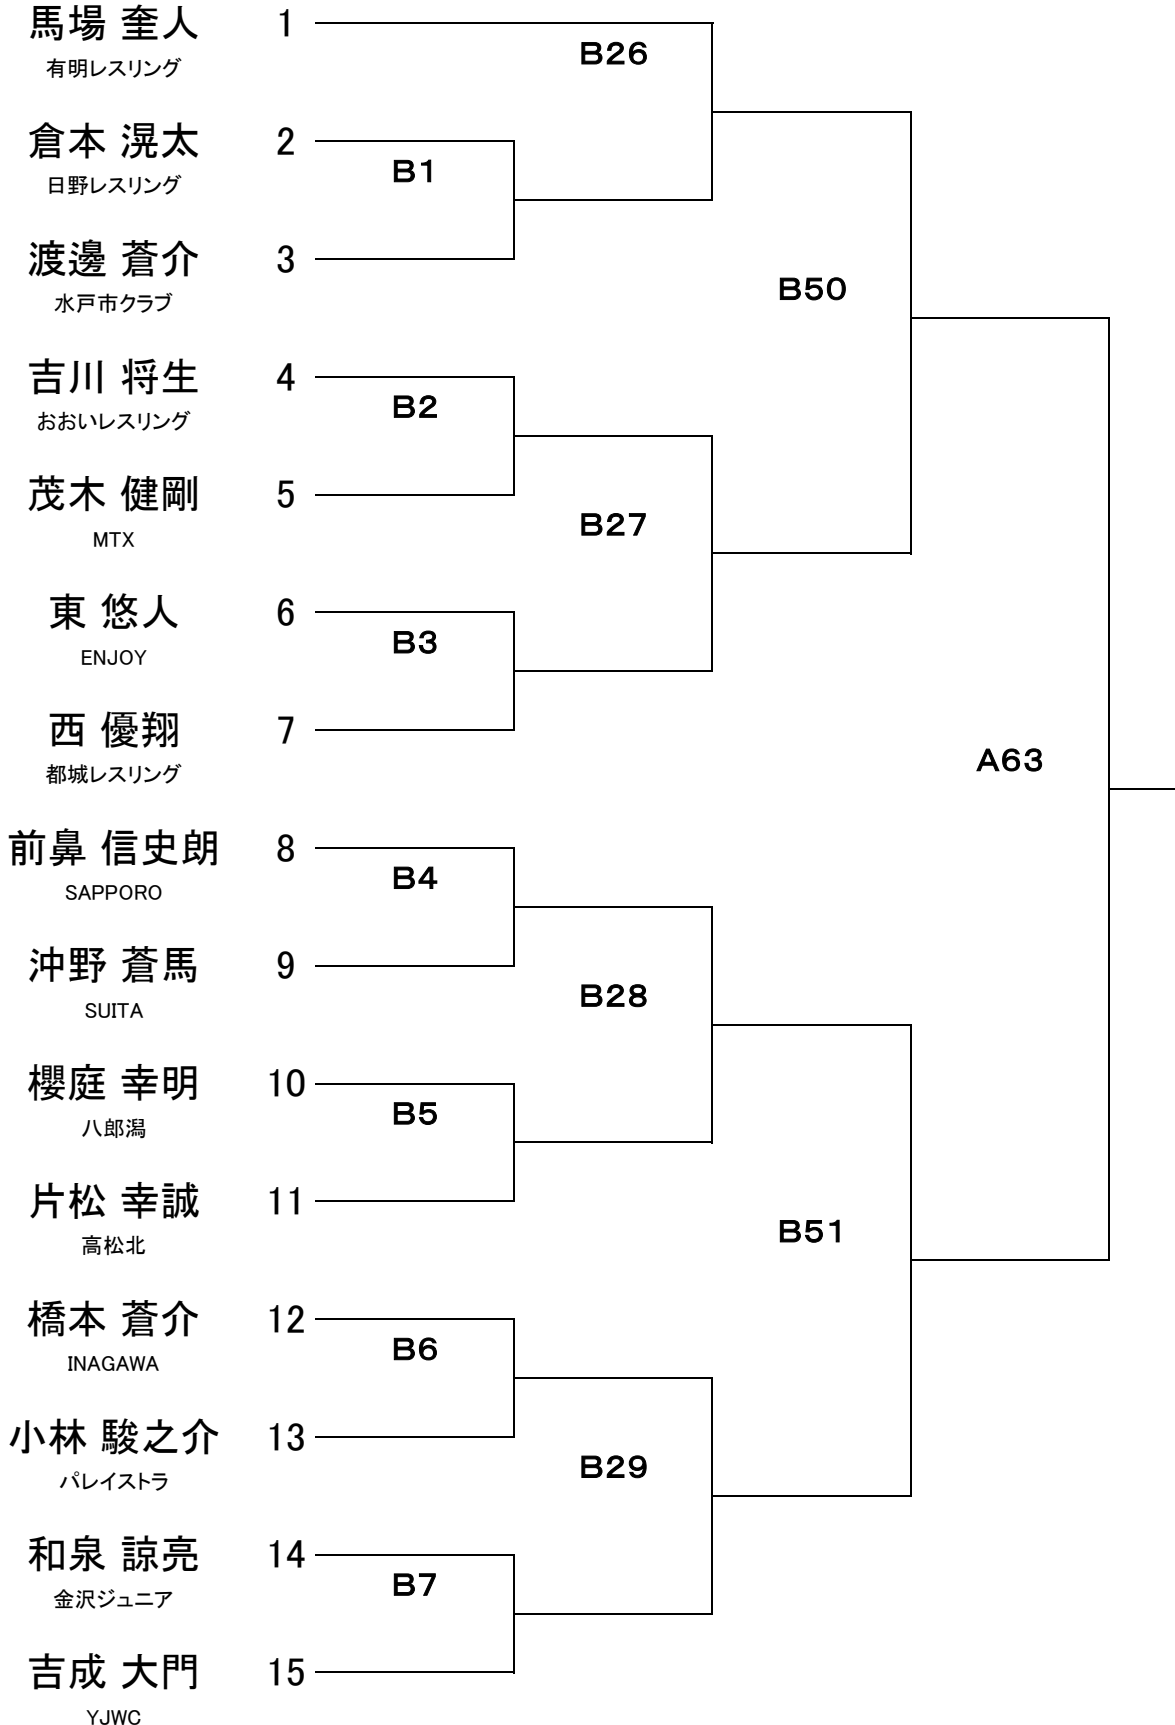 馬場 奎人 1
B26
有明レスリング
倉本 滉太 2
B1
日野レスリング
渡邊 蒼介 3
B50
水戸市クラブ
吉川 将生 4
B2
おおいレスリング
茂木 健剛 5
B27
MTX
東 悠人 6
B3
ENJOY
西 優翔 7
A63
都城レスリング
前鼻 信史朗 8
B4
SAPPORO
沖野 蒼馬 9
B28
SUITA
櫻庭 幸明 10
B5
八郎潟
片松 幸誠 11
B51
高松北
橋本 蒼介 12
B6
INAGAWA
小林 駿之介 13
B29
パレイストラ
和泉 諒亮 14
B7
金沢ジュニア
吉成 大門 15
YJWC